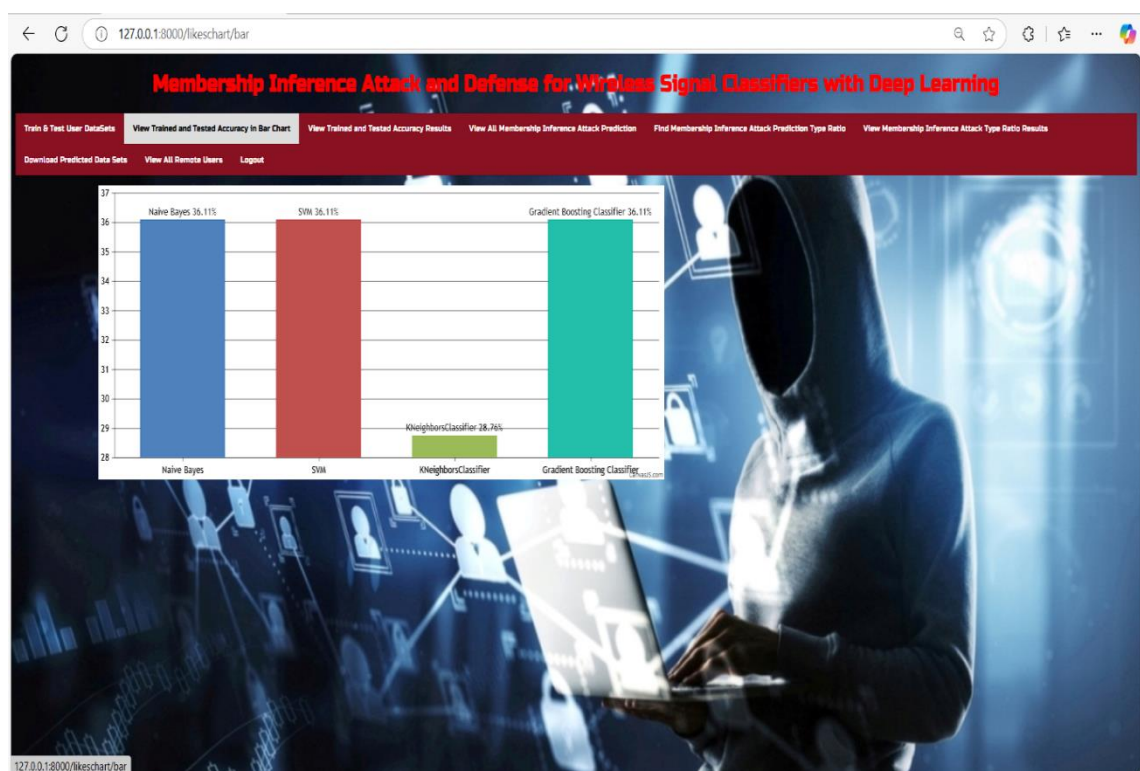 127.0.0.1:8000/likeschart/bar
Membership Inference Attack and Defense for Wireless Signal Classifiers with Deep Learning
Train & Test User DataSets View Trained and Tested Accuracy in Bar Chart View Trained and Tested Accuracy Results View All Membership Inference Attack Prediction Find Membership Inference Attack Prediction Type Ratio View Membership Inference Attack Type Ratio Results
Download Predicted Data Sets View All Remote Users Logout
37
Naive Bayes 36.11% SVM 36.11% Gradient Boosting Classifier 36.11%
36
35
34
33
32
31
30
KNeighborsClassifier 28.76%
29
28
Naive Bayes SVM KNeighborsClassifier Gradient Boosting Classifier
CanvasJS.com
127.0.0.1:8000/likeschart/bar